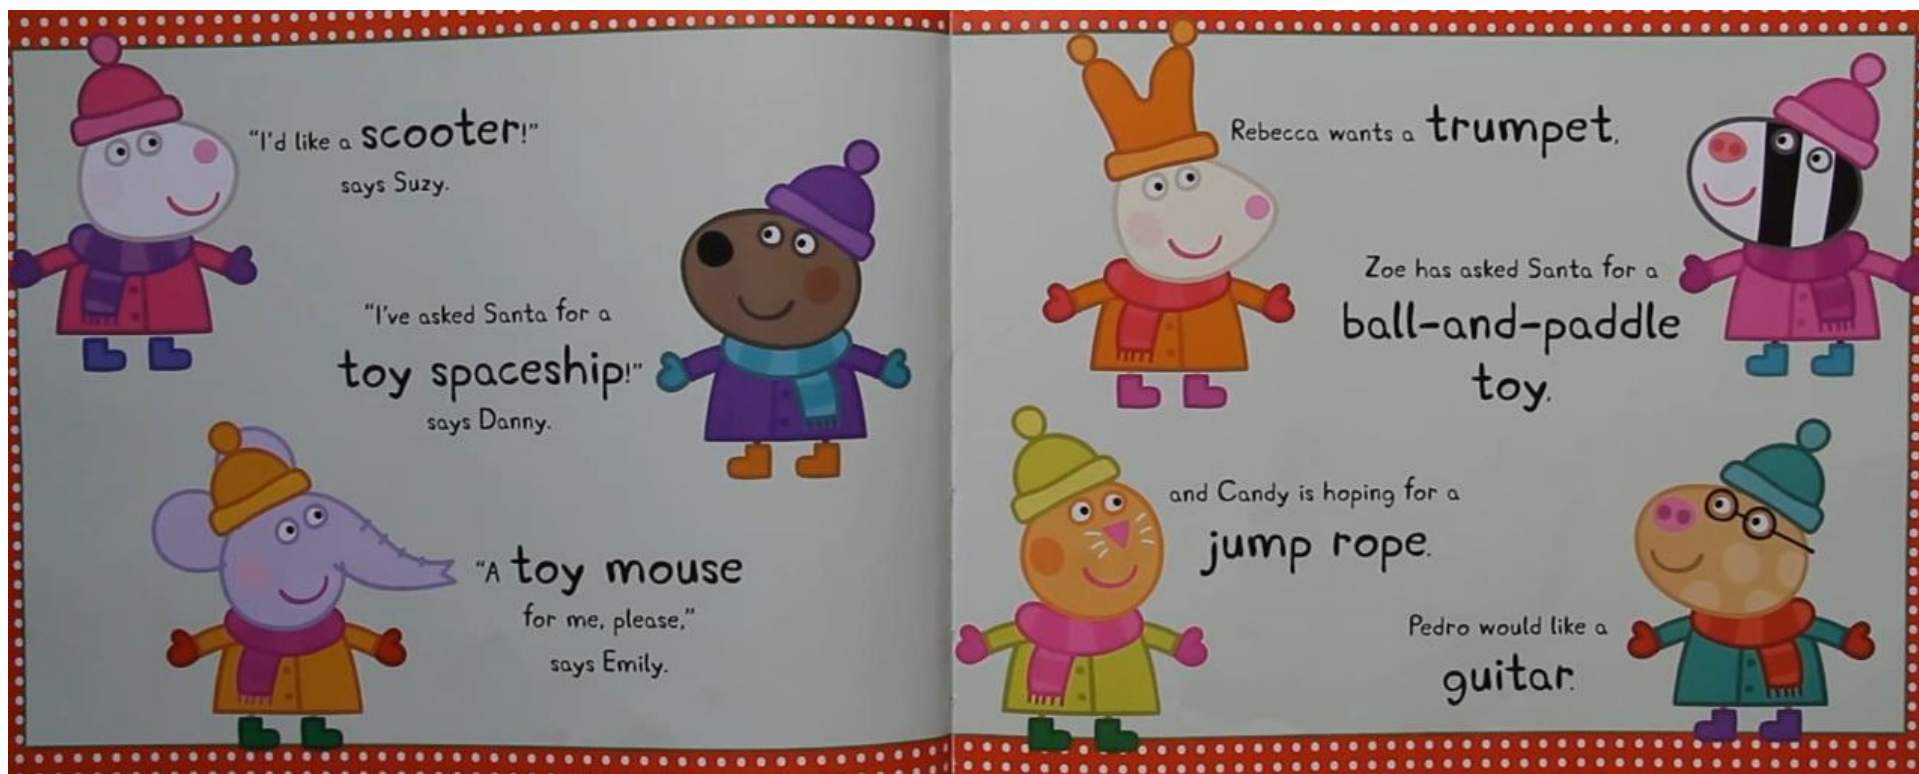 "I'd like a scooter!"
says Suzy.
"I've asked Santa for a
toy spaceship!"
says Danny.
"A toy mouse
for me, please,"
says Emily.
Rebecca wants a trumpet,
Zoe has asked Santa for a
ball-and-paddle
toy,
and Candy is hoping for a
jump rope.
Pedro would like a
guitar.